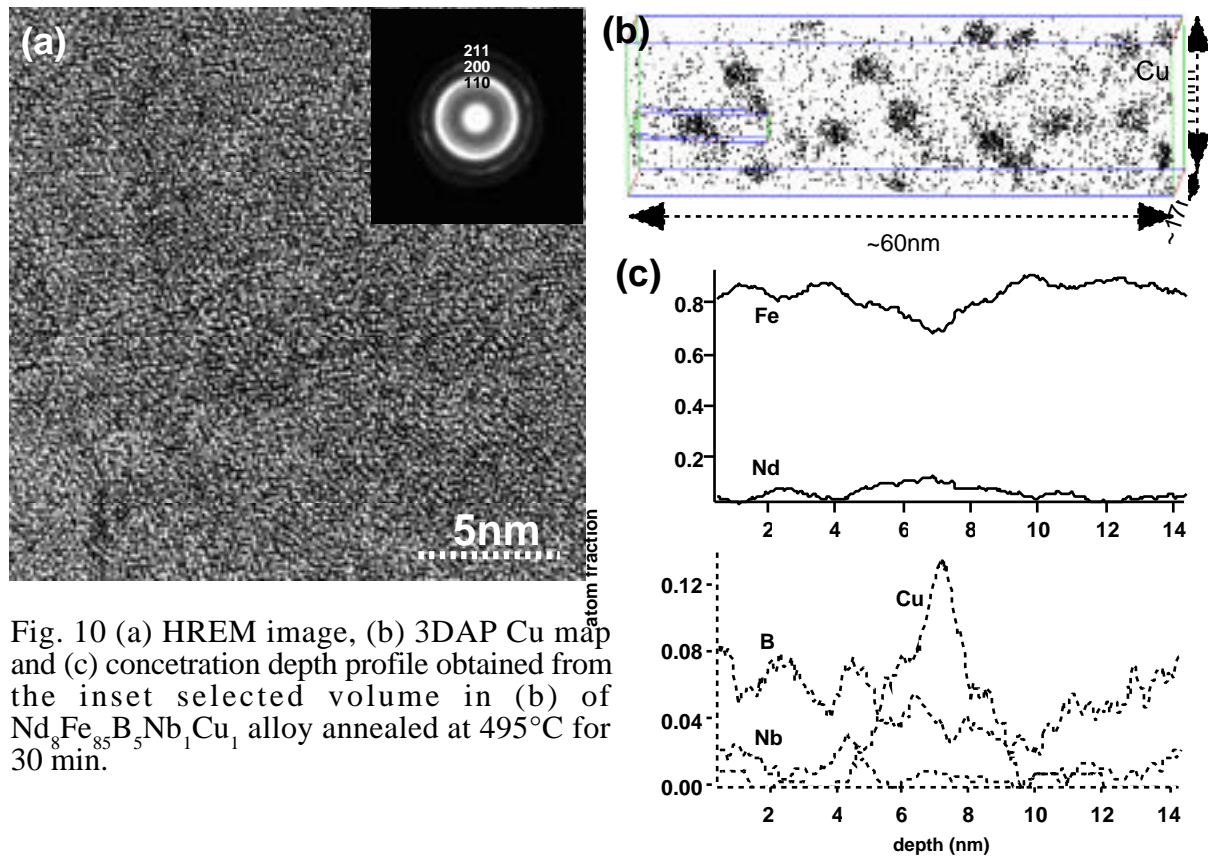 (a)
211
200
110
5nm
(b)
Cu
~60nm
(c)
atom fraction
0.8
0.6
0.4
0.2
Fe
Nd
2 4 6 8 10 12 14
0.12
0.08
0.04
0.00
Cu
B
Nb
2 4 6 8 10 12 14
depth (nm)
Fig. 10 (a) HREM image, (b) 3DAP Cu map
and (c) concetration depth profile obtained from
the inset selected volume in (b) of
Nd₈Fe₈₅B₅Nb₁Cu₁ alloy annealed at 495°C for
30 min.